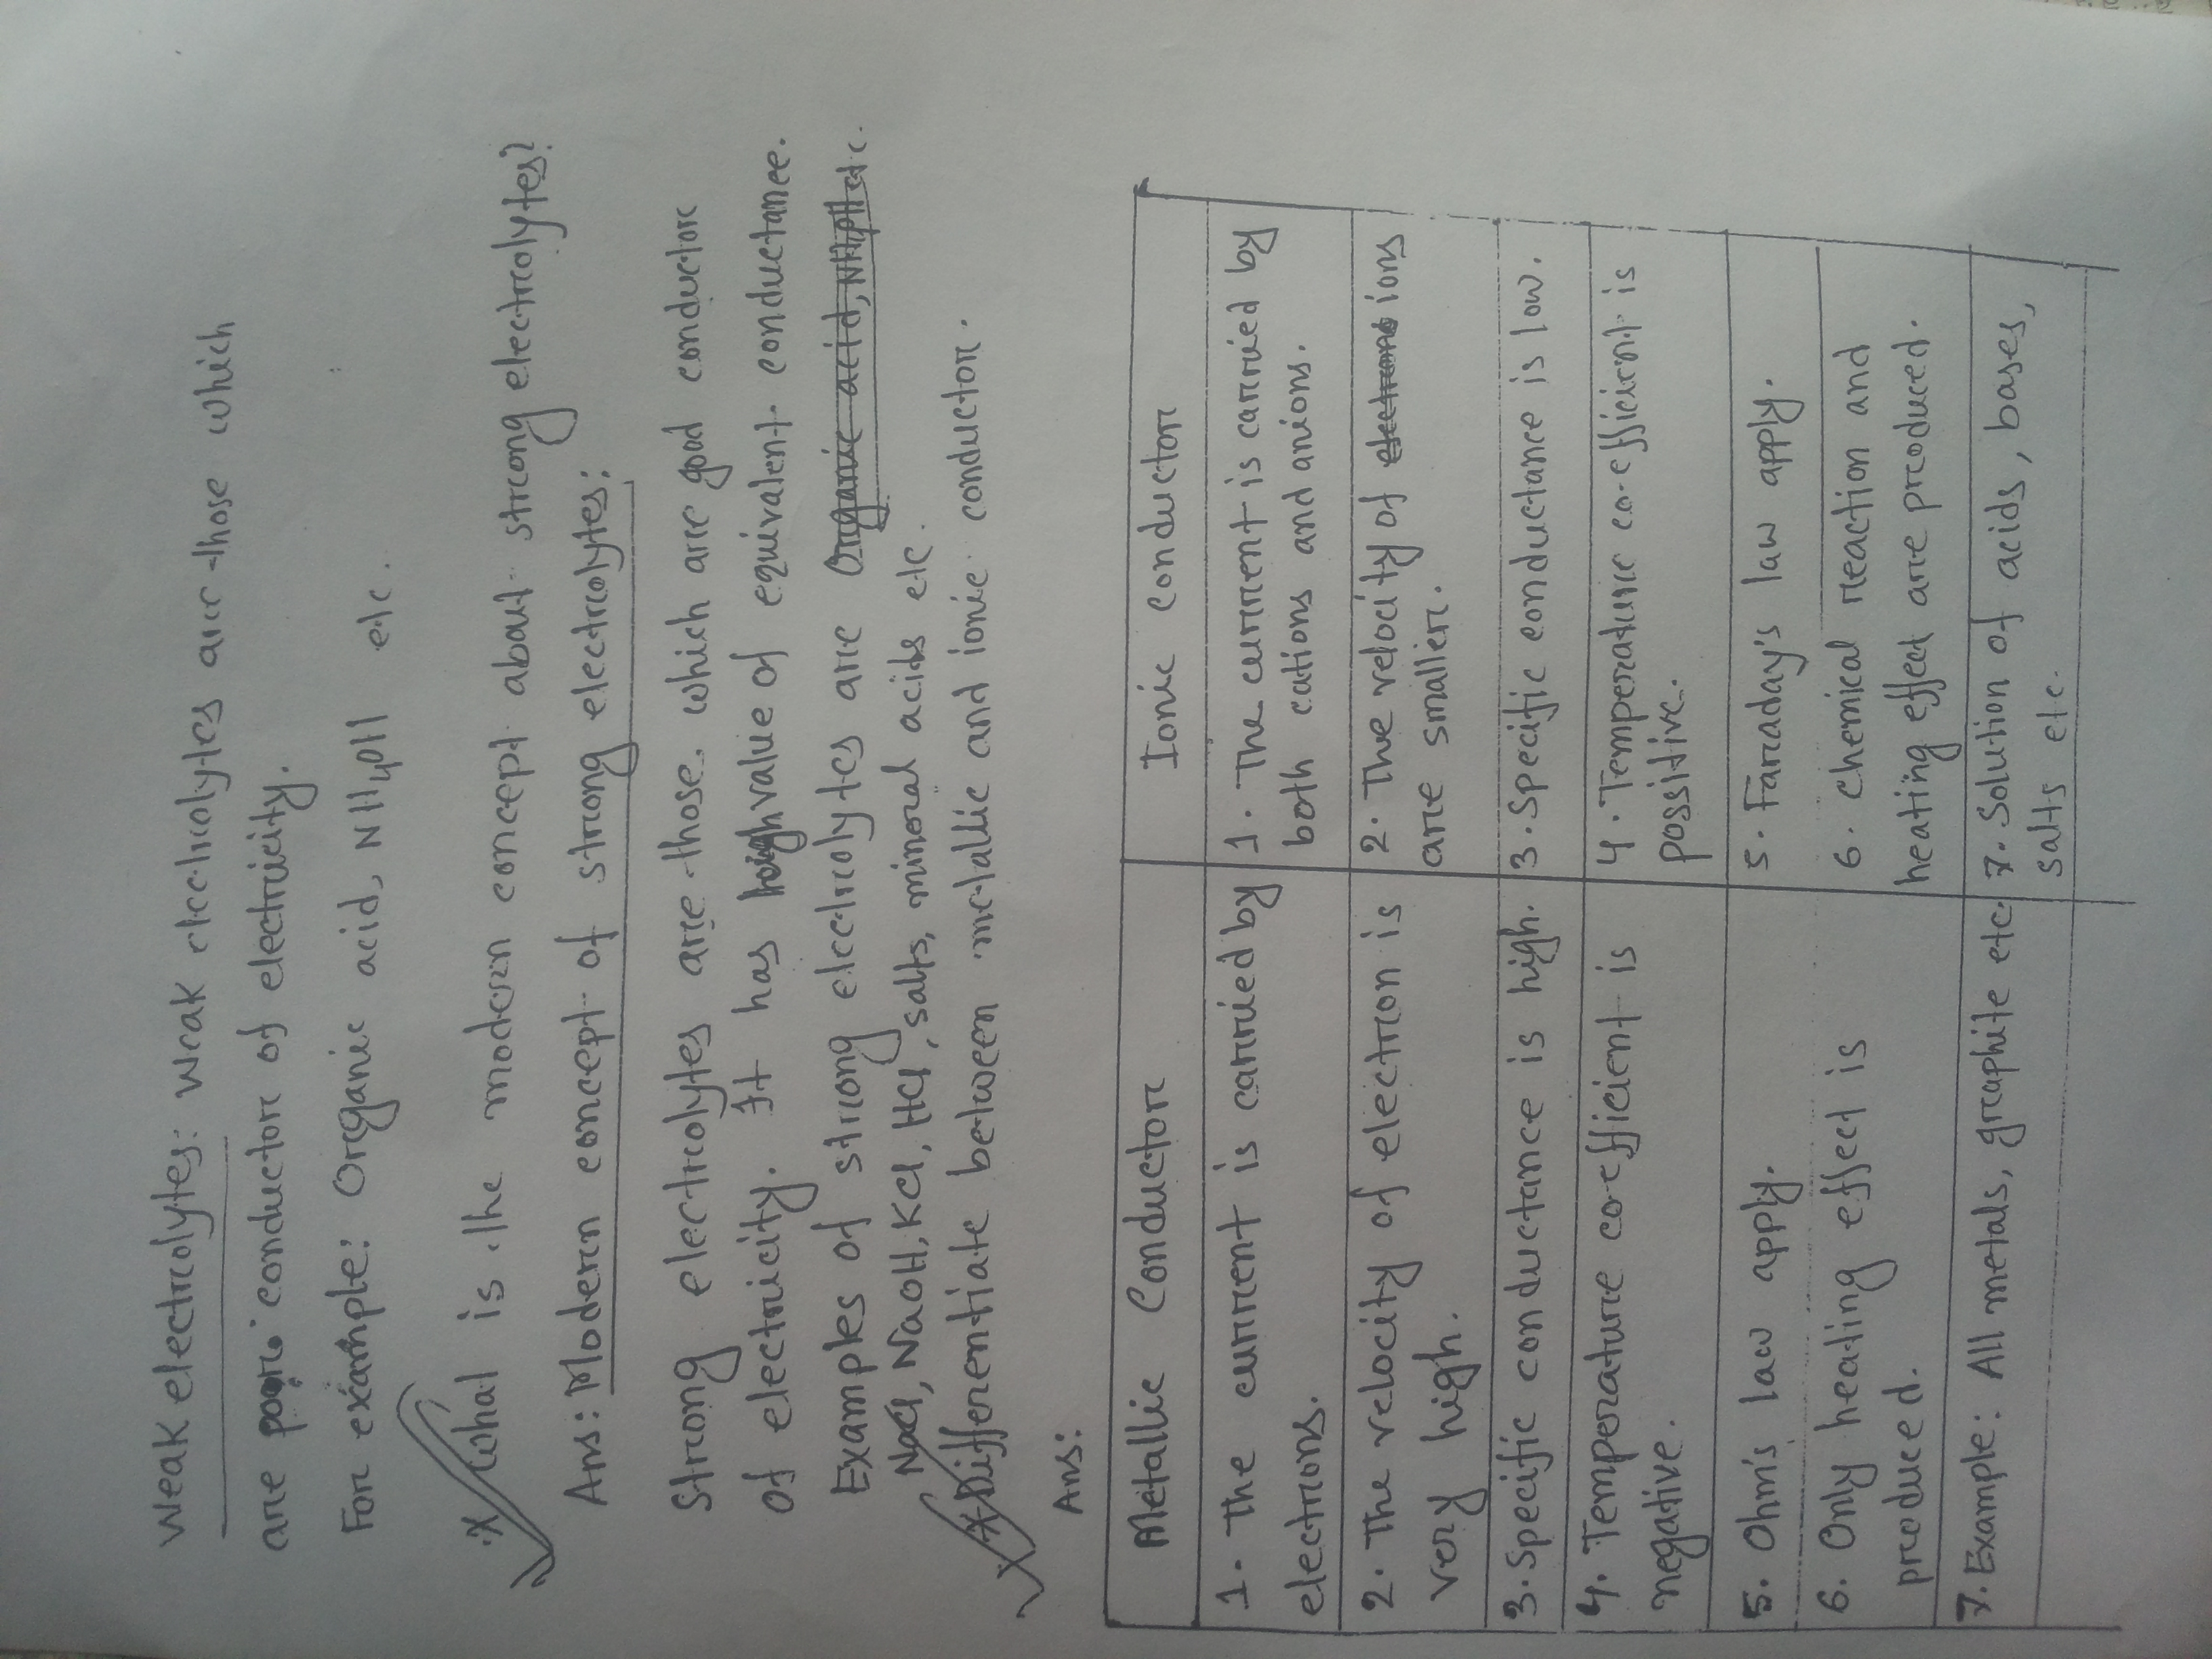 Weak electrolytes: Weak electrolytes are those which
are poor conductor of electricity.
For example: Organic acid, NH4OH etc.
* What is the modern concept about strong electrolytes?
Ans: Modern concept of strong electrolytes:
Strong electrolytes are those which are good conductor
of electricity. It has high value of equivalent conductance.
Examples of strong electrolytes are Organic acid, NH4OH etc.
NaCl, NaOH, KCl, HCl, salts, mineral acids etc.
* Differentiate between metallic and ionic conductor.
Ans:
Metallic Conductor
Ionic conductor
1. The current is carried by
electrons.
1. The current is carried by
both cations and anions.
2. The velocity of electron is
very high.
2. The velocity of electrons ions
are smaller.
3. Specific conductance is high.
3. Specific conductance is low.
4. Temperature co-efficient is
negative.
4. Temperature co-efficient is
possitive.
5. Ohm's law apply.
5. Farraday's law apply.
6. Only heating effect is
produced.
6. chemical reaction and
heating effect are produced.
7. Example: All metals, graphite etc.
7. Solution of acids, bases,
salts etc.